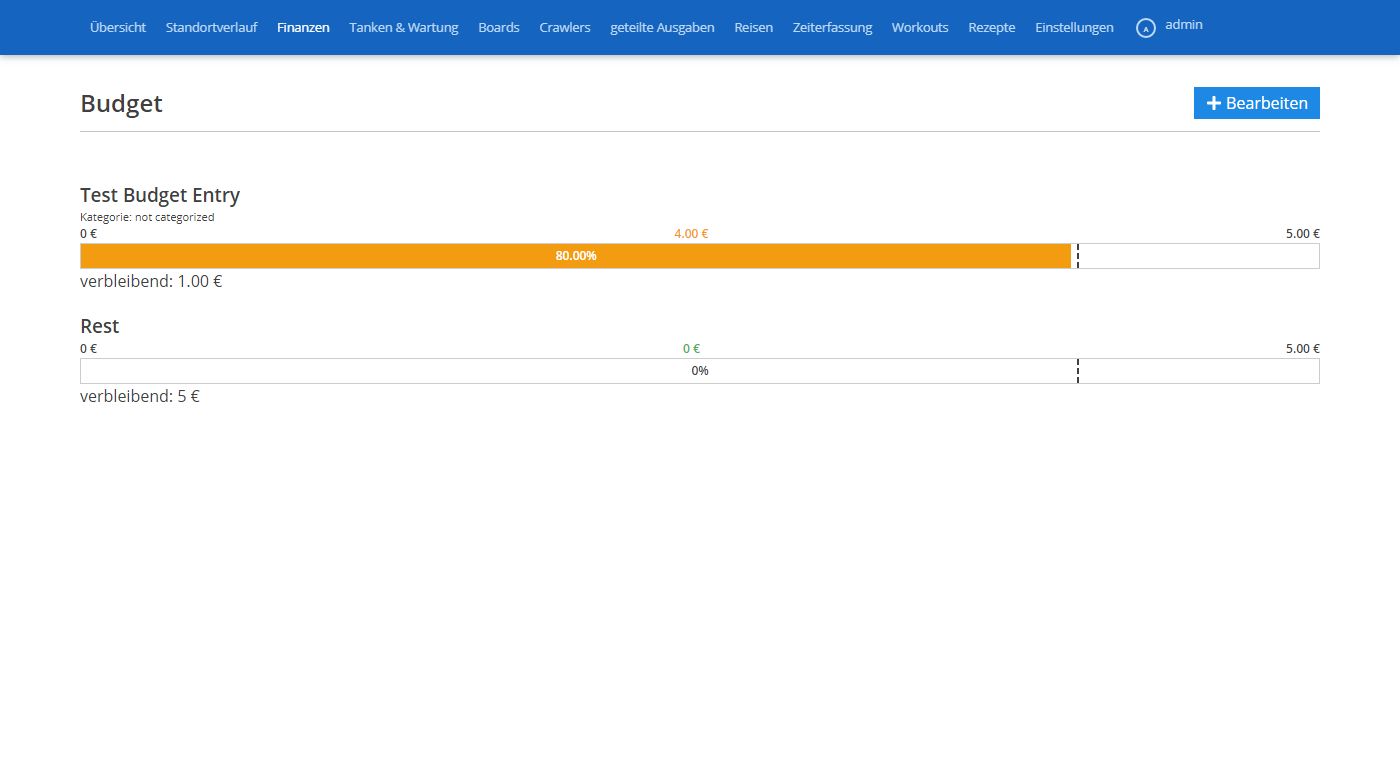 Übersicht Standortverlauf Finanzen Tanken & Wartung Boards Crawlers geteilte Ausgaben Reisen Zeiterfassung Workouts Rezepte Einstellungen A admin
Budget + Bearbeiten
Test Budget Entry
Kategorie: not categorized
0 € 4.00 € 5.00 €
80.00%
verbleibend: 1.00 €
Rest
0 € 0 € 5.00 €
0%
verbleibend: 5 €